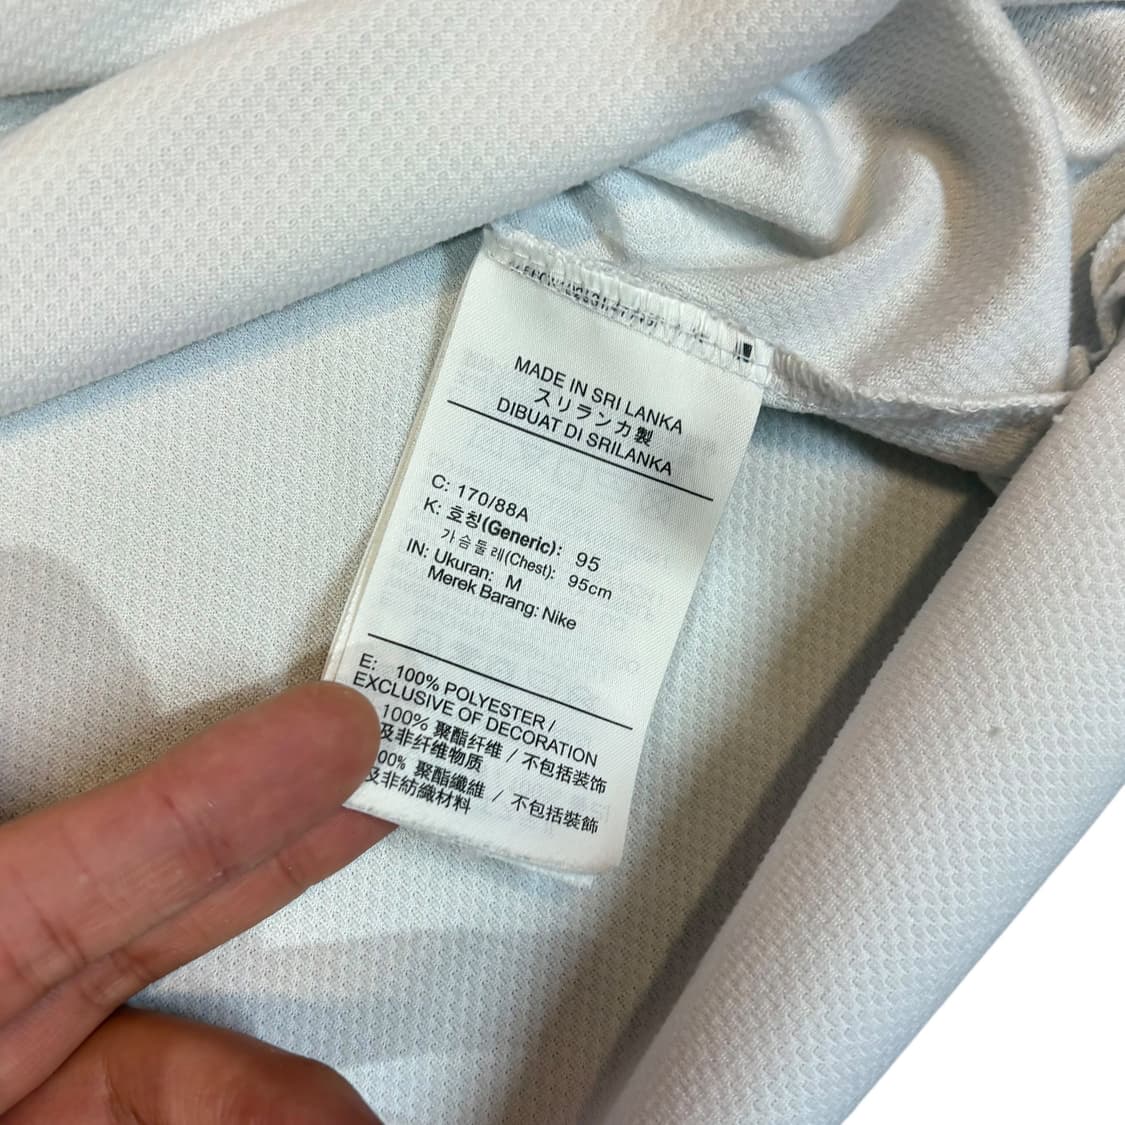 MADE IN SRI LANKA
スリランカ製
DIBUAT DI SRILANKA
C: 170/88A
K: 호칭(Generic): 95
가슴둘레(Chest): 95cm
IN: Ukuran: M
Merek Barang: Nike
E: 100% POLYESTER /
EXCLUSIVE OF DECORATION
100% 聚酯纤维 / 不包括装饰
及非纤维物质
00% 聚酯纖維 / 不包括裝飾
及非紡織材料